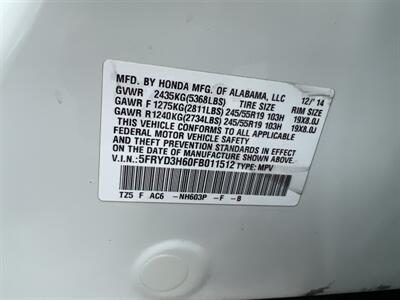 MFD. BY HONDA MFG. OF ALABAMA, LLC 12/'14
GVWR 2435KG(5368LBS) TIRE SIZE RIM SIZE
GAWR F 1275KG(2811LBS) 245/55R19 103H 19X8.0J
GAWR R 1240KG(2734LBS) 245/55R19 103H 19X8.0J
THIS VEHICLE CONFORMS TO ALL APPLICABLE
FEDERAL MOTOR VEHICLE SAFETY AND
THEFT PREVENTION STANDARDS IN EFFECT ON
THE DATE OF MANUFACTURE SHOWN ABOVE.
V.I.N.:5FRYD3H60FB011512 TYPE: MPV
TZ5 F AC6 -NH603P -F -B